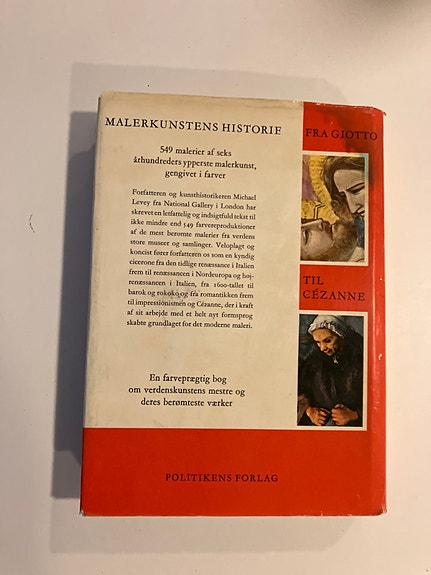 MALERKUNSTENS HISTORIE
549 malerier af seks
århundreders ypperste malerkunst,
gengivet i farver
Forfatteren og kunsthistorikeren Michael
Levey fra National Gallery i London har
skrevet en letfattelig og indsigtfuld tekst til
ikke mindre end 549 farvereproduktioner
af de mest berømte malerier fra verdens
store museer og samlinger. Veloplagt og
koncist fører forfatteren os som en kyndig
cicerone fra den tidlige renæssance i Italien
frem til renæssancen i Nordeuropa og høj-
renæssancen i Italien, fra 1600-tallet til
barok og rokoko og fra romantikken frem
til impressionismen og Cézanne, der i kraft
af sit arbejde med et helt nyt formsprog
skabte grundlaget for det moderne maleri.
En farveprægtig bog
om verdenskunstens mestre og
deres berømteste værker
POLITIKENS FORLAG
FRA GIOTTO
TIL
CÉZANNE